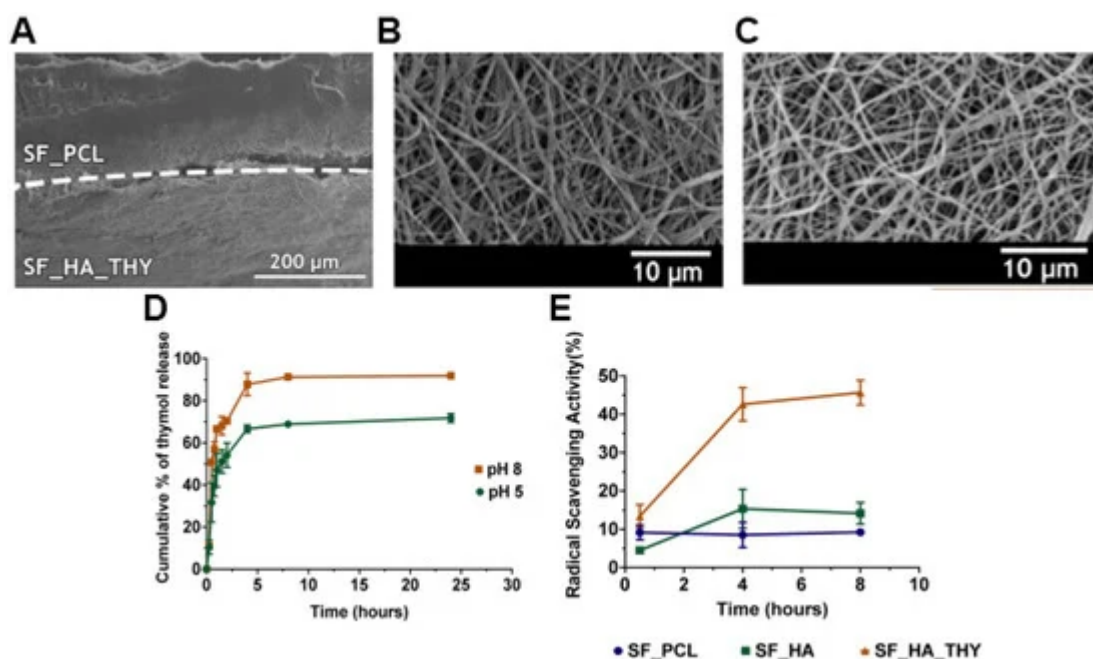 A
B
C
SF_PCL
SF_HA_THY
200 µm
10 µm
10 µm
D
E
Cumulative % of thymol release
100
80
60
40
20
0
0 5 10 15 20 25 30
Time (hours)
pH 8
pH 5
Radical Scavenging Activity(%)
50
40
30
20
10
0
0 2 4 6 8 10
Time (hours)
SF_PCL SF_HA SF_HA_THY